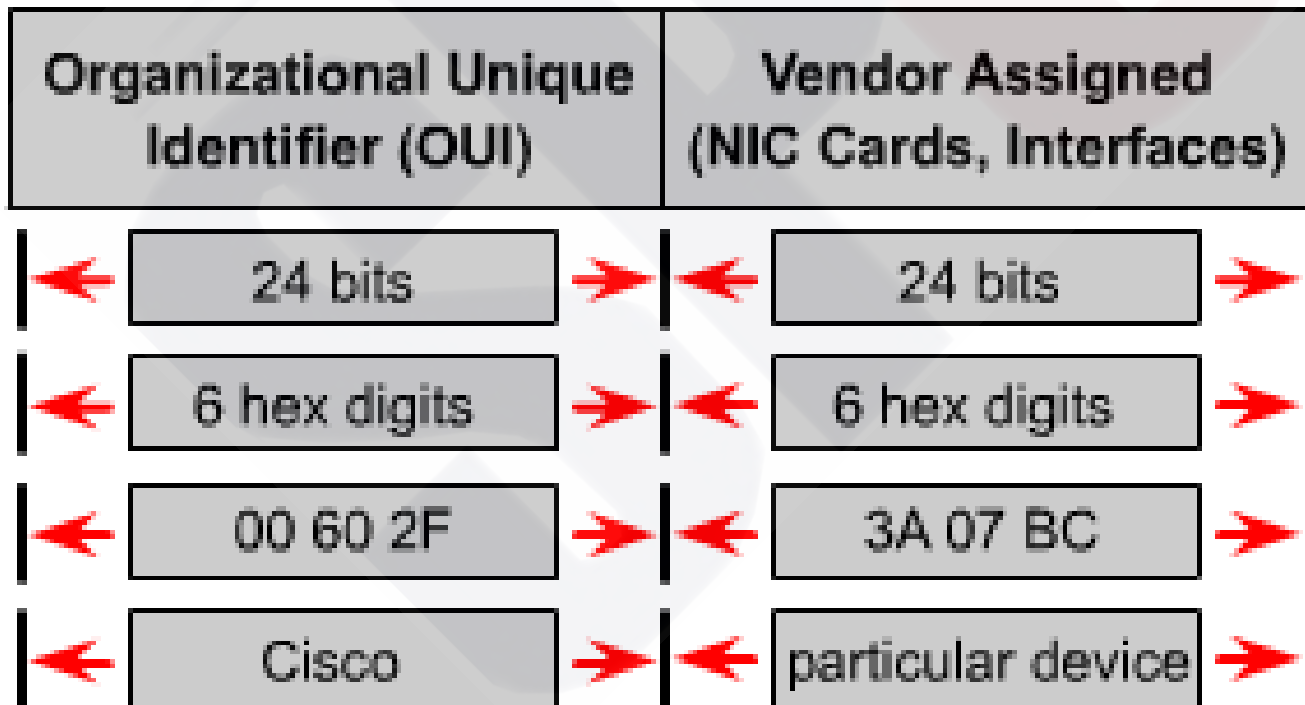 Organizational Unique
Identifier (OUI)
Vendor Assigned
(NIC Cards, Interfaces)
24 bits
24 bits
6 hex digits
6 hex digits
00 60 2F
3A 07 BC
Cisco
particular device